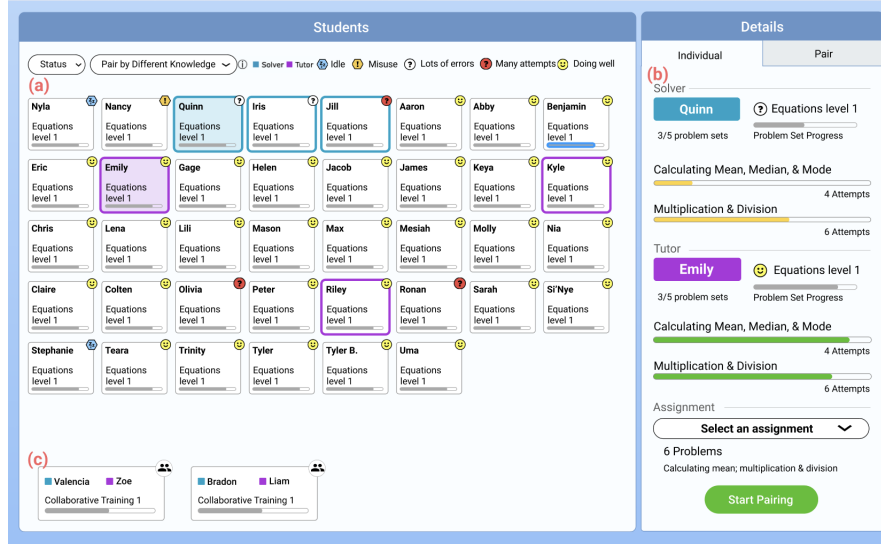 Students
Status
Pair by Different Knowledge
Solver
Tutor
Idle
Misuse
Lots of errors
Many attempts
Doing well
(a)
Nyla
Equations
level 1
Nancy
Equations
level 1
Quinn
Equations
level 1
Iris
Equations
level 1
Jill
Equations
level 1
Aaron
Equations
level 1
Abby
Equations
level 1
Benjamin
Equations
level 1
Eric
Equations
level 1
Emily
Equations
level 1
Gage
Equations
level 1
Helen
Equations
level 1
Jacob
Equations
level 1
James
Equations
level 1
Keya
Equations
level 1
Kyle
Equations
level 1
Chris
Equations
level 1
Lena
Equations
level 1
Lili
Equations
level 1
Mason
Equations
level 1
Max
Equations
level 1
Mesiah
Equations
level 1
Molly
Equations
level 1
Nia
Equations
level 1
Claire
Equations
level 1
Colten
Equations
level 1
Olivia
Equations
level 1
Peter
Equations
level 1
Riley
Equations
level 1
Ronan
Equations
level 1
Sarah
Equations
level 1
Si'Nye
Equations
level 1
Stephanie
Equations
level 1
Teara
Equations
level 1
Trinity
Equations
level 1
Tyler
Equations
level 1
Tyler B.
Equations
level 1
Uma
Equations
level 1
(c)
Valencia Zoe
Collaborative Training 1
Bradon Liam
Collaborative Training 1
Details
Individual Pair
(b)
Solver
Quinn
? Equations level 1
3/5 problem sets
Problem Set Progress
Calculating Mean, Median, & Mode
4 Attempts
Multiplication & Division
6 Attempts
Tutor
Emily
Equations level 1
3/5 problem sets
Problem Set Progress
Calculating Mean, Median, & Mode
4 Attempts
Multiplication & Division
6 Attempts
Assignment
Select an assignment
6 Problems
Calculating mean; multiplication & division
Start Pairing